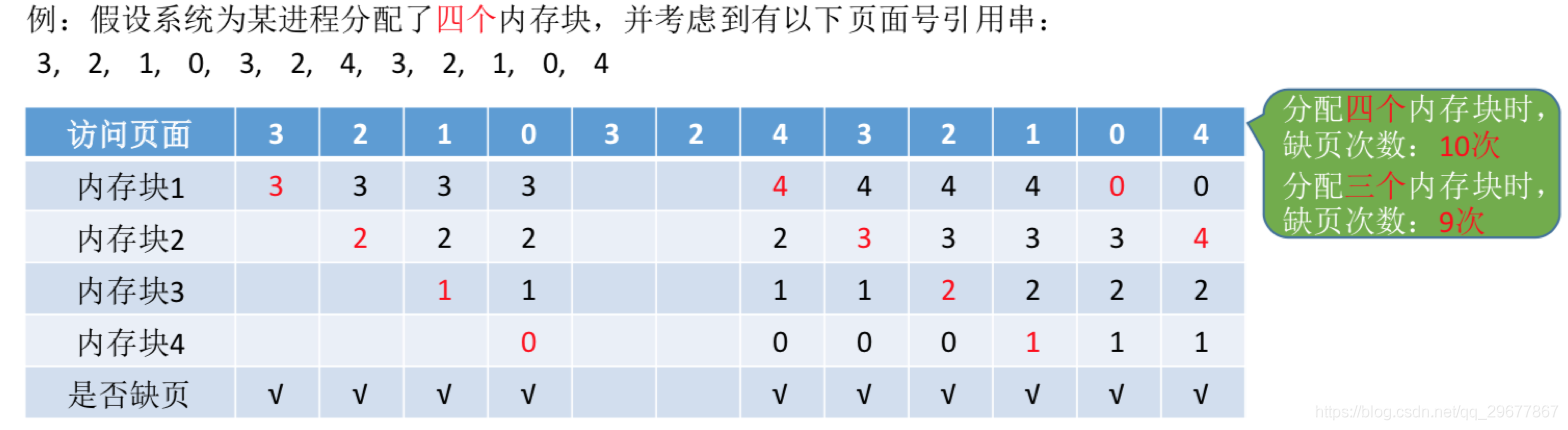 例：假设系统为某进程分配了四个内存块，并考虑到有以下页面号引用串：
3, 2, 1, 0, 3, 2, 4, 3, 2, 1, 0, 4
访问页面 3 2 1 0 3 2 4 3 2 1 0 4
内存块1 3 3 3 3 4 4 4 4 0 0
内存块2 2 2 2 2 3 3 3 3 4
内存块3 1 1 1 1 2 2 2 2
内存块4 0 0 0 0 1 1 1
是否缺页 √ √ √ √ √ √ √ √ √ √
分配四个内存块时，
缺页次数：10次
分配三个内存块时，
缺页次数：9次
https://blog.csdn.net/qq_29677867